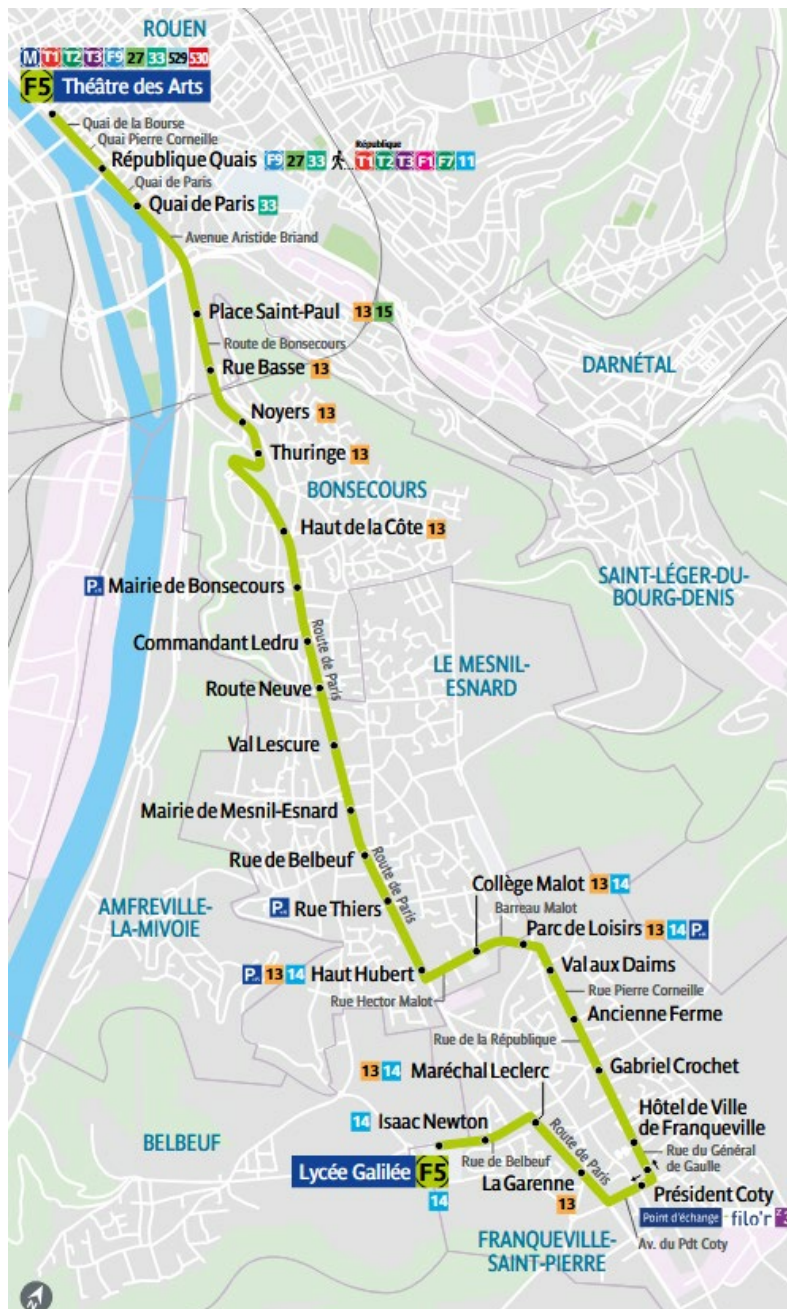 ROUEN
M T1 T2 T3 F9 27 33 529 530
F5 Théâtre des Arts
Quai de la Bourse
Quai Pierre Corneille
République
République Quais F9 27 33 T1 T2 T3 F1 F7 11
Quai de Paris
Quai de Paris 33
Avenue Aristide Briand
Place Saint-Paul 13 15
Route de Bonsecours
DARNÉTAL
Rue Basse 13
Noyers 13
Thuringe 13
BONSECOURS
Haut de la Côte 13
SAINT-LÉGER-DU-
BOURG-DENIS
Mairie de Bonsecours
Route de Paris
Commandant Ledru
LE MESNIL-
ESNARD
Route Neuve
Val Lescure
Mairie de Mesnil-Esnard
Rue de Belbeuf
Route de Paris
Collège Malot 13 14
AMFREVILLE-
LA-MIVOIE
Rue Thiers
Barreau Malot
Parc de Loisirs 13 14
13 14 Haut Hubert
Val aux Daims
Rue Hector Malot
Rue Pierre Corneille
Ancienne Ferme
Rue de la République
13 14 Maréchal Leclerc
Gabriel Crochet
14 Isaac Newton
Hôtel de Ville
de Franqueville
BELBEUF
Route de Paris
Rue du Général
de Gaulle
Rue de Belbeuf
Lycée Galilée F5
14
La Garenne
13
Président Coty
Point d'échange filo'r
FRANQUEVILLE-
SAINT-PIERRE
Av. du Pdt Coty
N